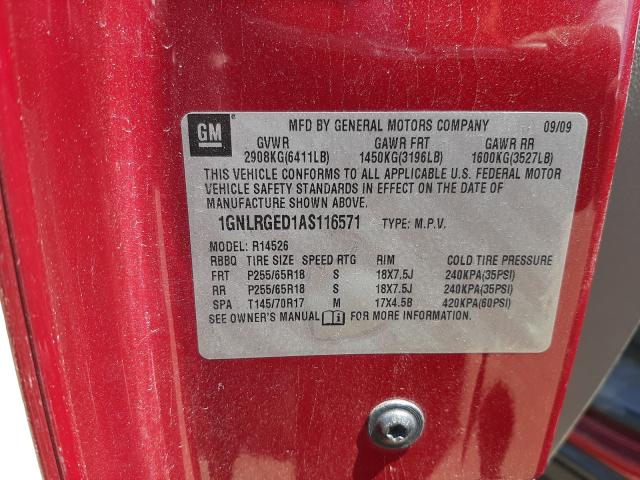 GM MFD BY GENERAL MOTORS COMPANY 09/09
GVWR GAWR FRT GAWR RR
2908KG(6411LB) 1450KG(3196LB) 1600KG(3527LB)
THIS VEHICLE CONFORMS TO ALL APPLICABLE U.S. FEDERAL MOTOR
VEHICLE SAFETY STANDARDS IN EFFECT ON THE DATE OF
MANUFACTURE SHOWN ABOVE.
1GNLRGED1AS116571 TYPE: M.P.V.
MODEL: R14526
RBBQ TIRE SIZE SPEED RTG RIM COLD TIRE PRESSURE
FRT P255/65R18 S 18X7.5J 240KPA(35PSI)
RR P255/65R18 S 18X7.5J 240KPA(35PSI)
SPA T145/70R17 M 17X4.5B 420KPA(60PSI)
SEE OWNER'S MANUAL FOR MORE INFORMATION.